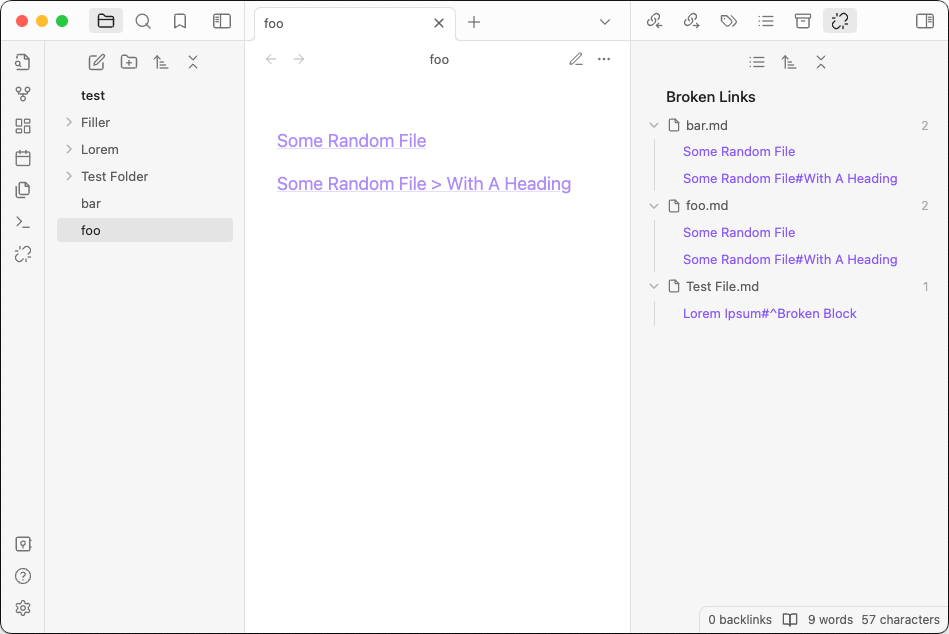 foo
test
Filler
Lorem
Test Folder
bar
foo
foo
Some Random File
Some Random File > With A Heading
Broken Links
bar.md 2
Some Random File
Some Random File#With A Heading
foo.md 2
Some Random File
Some Random File#With A Heading
Test File.md 1
Lorem Ipsum#^Broken Block
0 backlinks 9 words 57 characters